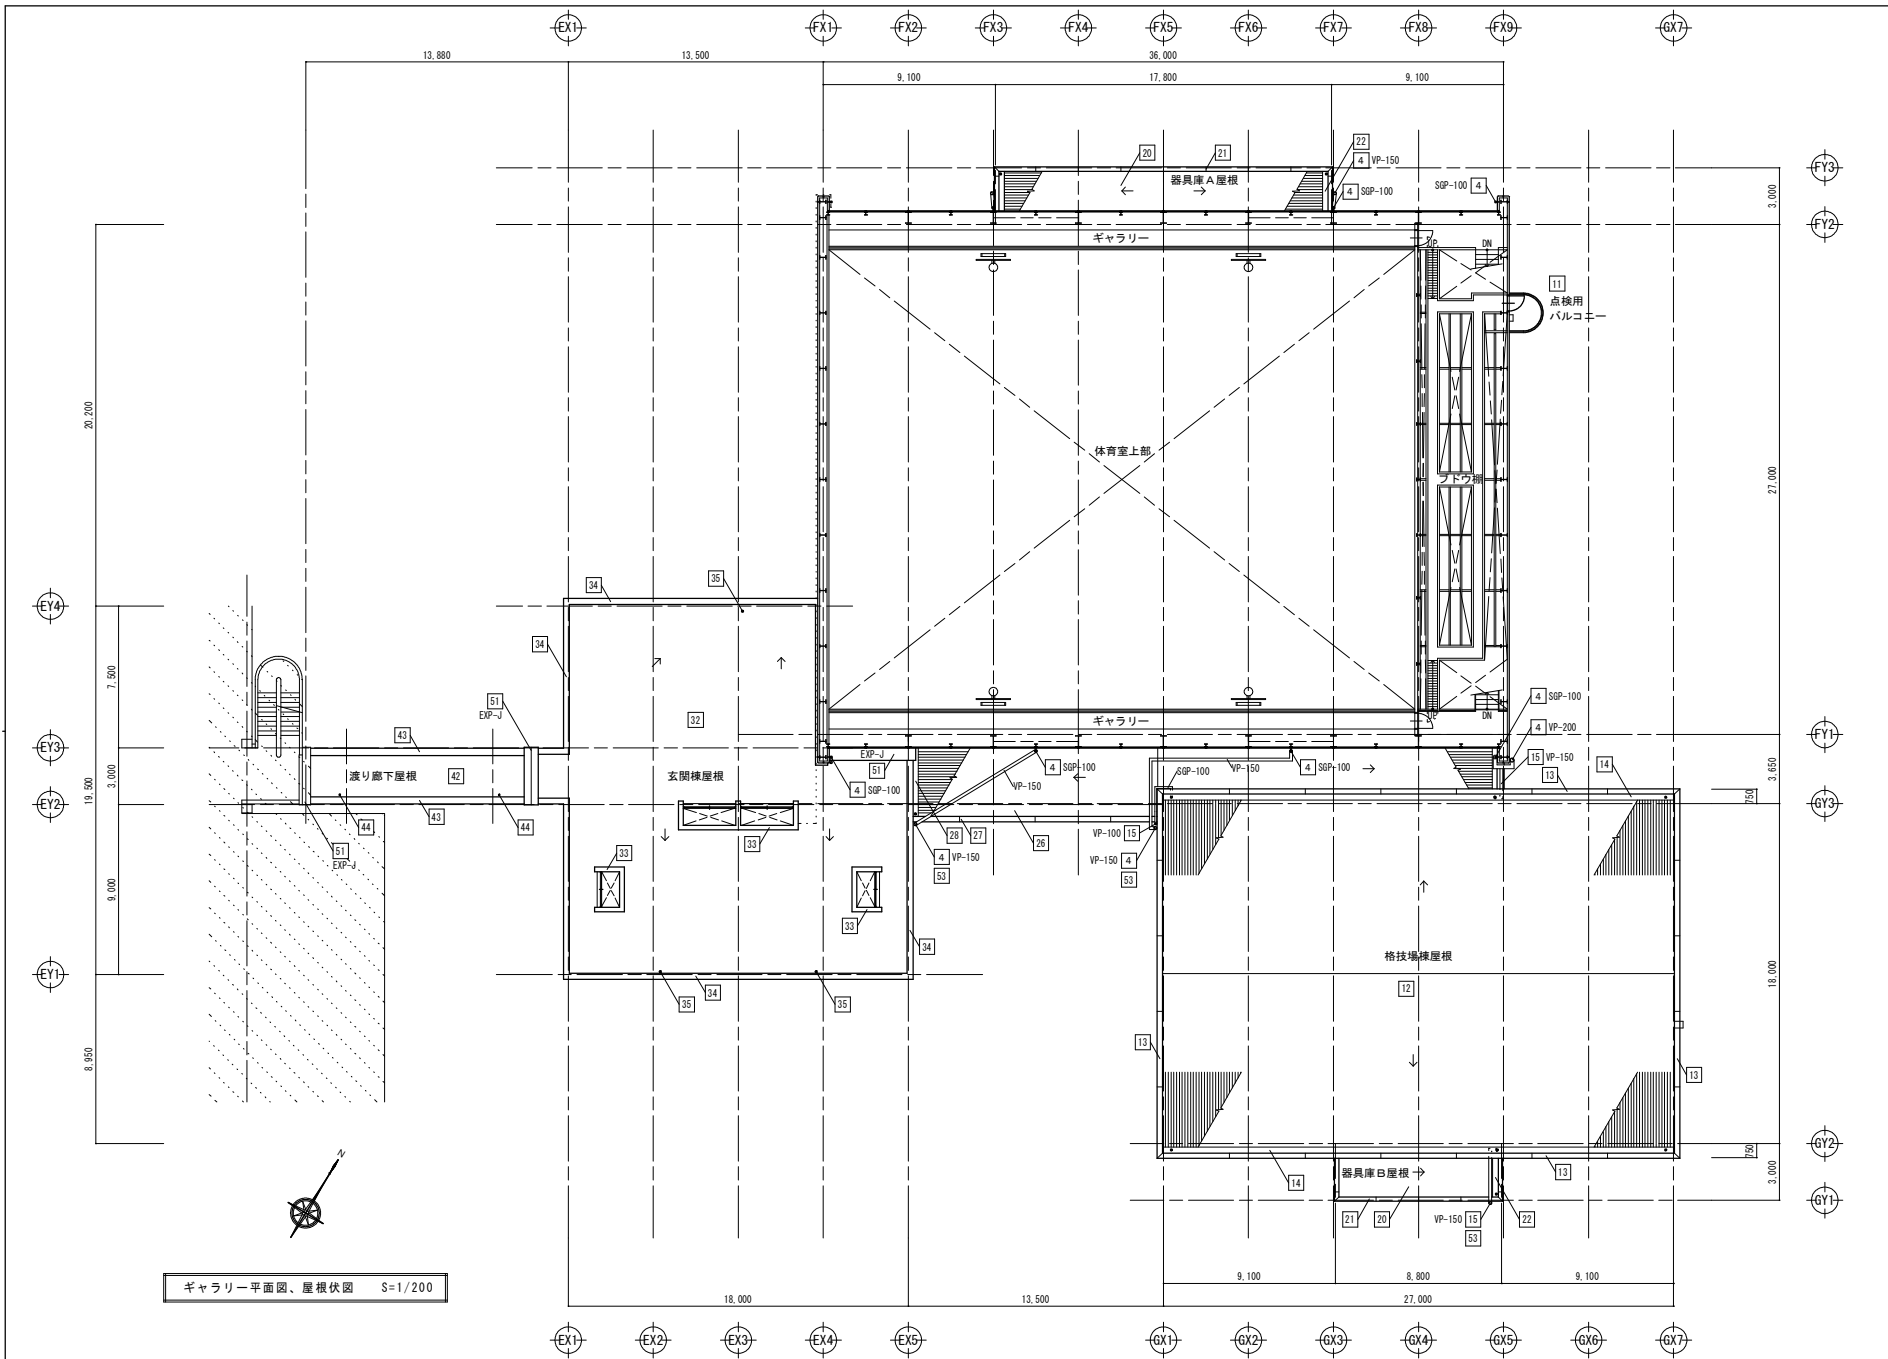 EX1 FX1 FX2 FX3 FX4 FX5 FX6 FX7 FX8 FX9 GX7
13,880 13,500 36,000
9,100 17,800 9,100
20 21 22
4 VP-150
器具庫A屋根
4 SGP-100
SGP-100 4
FY3
3,000
FY2
ギャラリー
UP DN
11
点検用
バルコニー
20,200
体育室上部
ブドウ棚
27,000
EY4
34 35
34
7,500
32
51
EXP-J
ギャラリー
UP DN
4 SGP-100
4 VP-200
FY1
EY3
43
渡り廊下屋根 42
玄関棟屋根
EXP-J
51
4 SGP-100
4 SGP-100
VP-150
SGP-100
VP-150
4 SGP-100
15 VP-150
13
14
3,650
3,000
19,500
EY2
43
44
44
51
EXP-J
33
33
33
28 27 26
4 VP-150
53
VP-100 15
VP-150 4
53
750
GY3
9,000
34
格技場棟屋根
12
18,000
EY1
35 34 35
8,950
13
13
GY2
750
器具庫B屋根
14
13
3,000
GY1
21 20
VP-150 15
53
22
N
ギャラリー平面図、屋根伏図 S=1/200
9,100 8,800 9,100
18,000 13,500 27,000
EX1 EX2 EX3 EX4 EX5 GX1 GX2 GX3 GX4 GX5 GX6 GX7